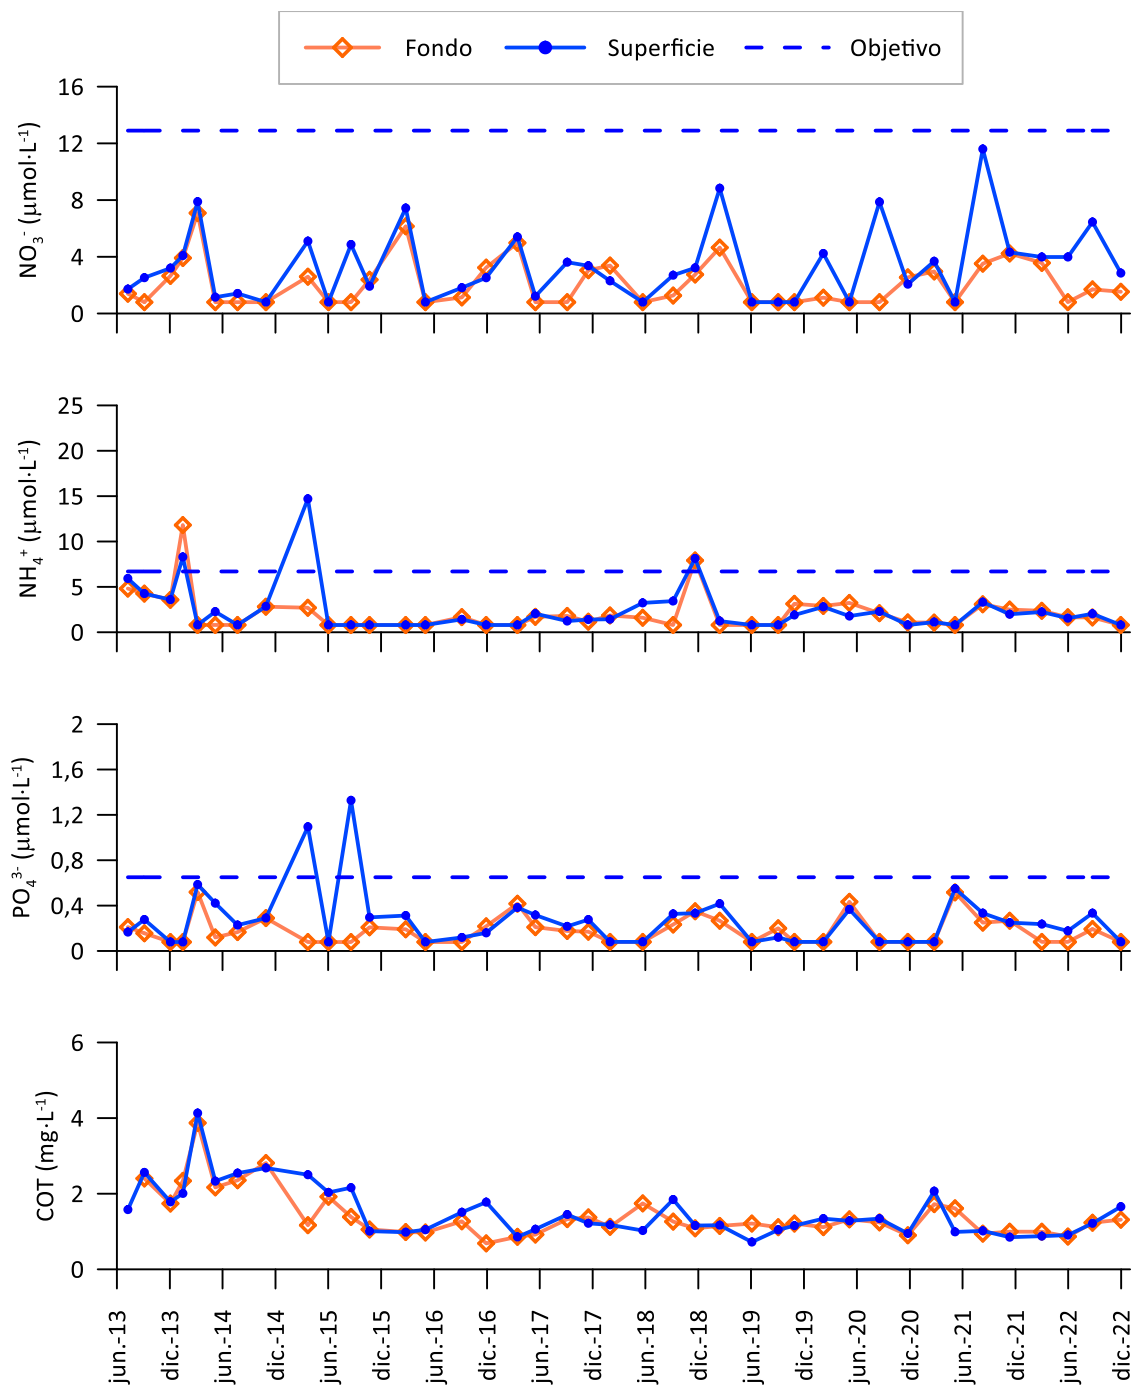 Fondo Superficie Objetivo
16
12
8
4
0
NO₃⁻ (µmol·L⁻¹)
25
20
15
10
5
0
NH₄⁺ (µmol·L⁻¹)
2
1,6
1,2
0,8
0,4
0
PO₄³⁻ (µmol·L⁻¹)
6
4
2
0
COT (mg·L⁻¹)
jun.-13
dic.-13
jun.-14
dic.-14
jun.-15
dic.-15
jun.-16
dic.-16
jun.-17
dic.-17
jun.-18
dic.-18
jun.-19
dic.-19
jun.-20
dic.-20
jun.-21
dic.-21
jun.-22
dic.-22